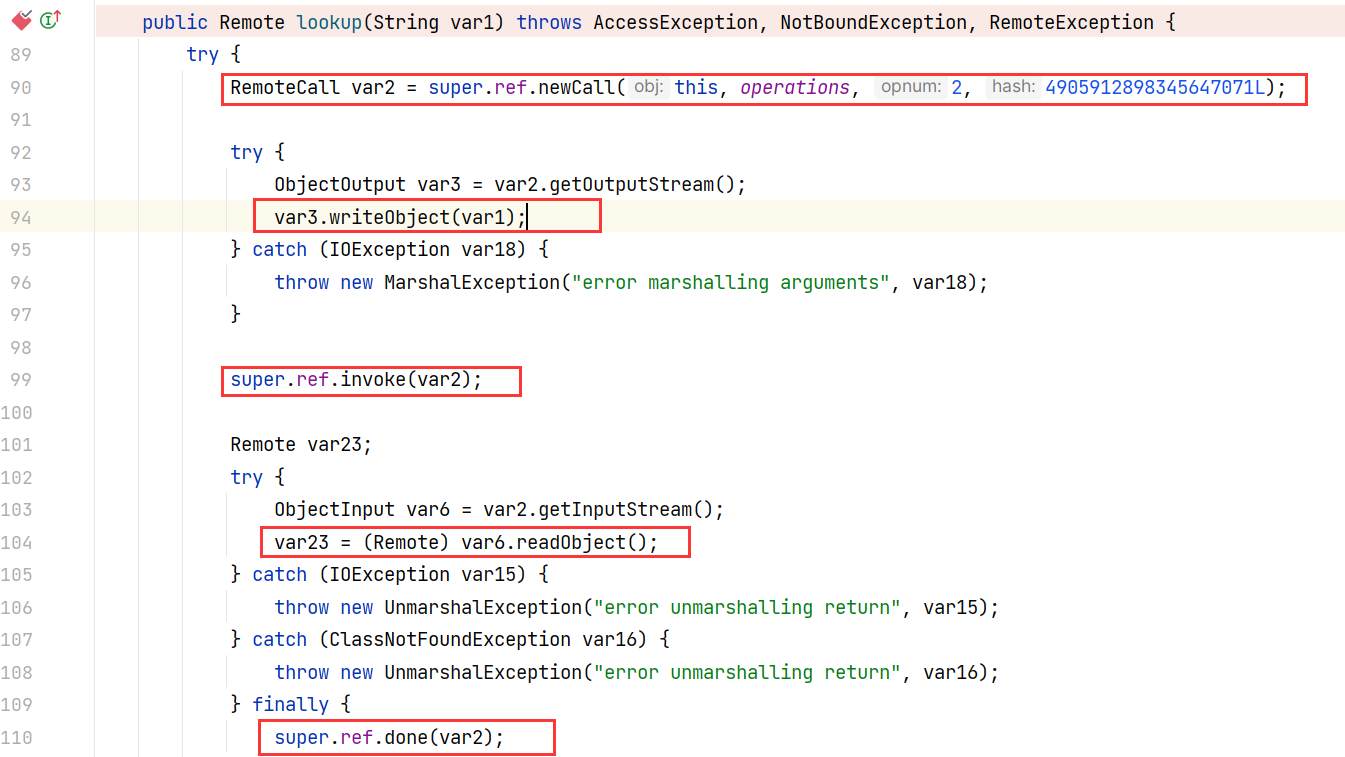 public Remote lookup(String var1) throws AccessException, NotBoundException, RemoteException {
89 try {
90 RemoteCall var2 = super.ref.newCall( obj: this, operations, opnum: 2, hash: 4905912898345647071L);
91
92 try {
93 ObjectOutput var3 = var2.getOutputStream();
94 var3.writeObject(var1);
95 } catch (IOException var18) {
96 throw new MarshalException("error marshalling arguments", var18);
97 }
98
99 super.ref.invoke(var2);
100
101 Remote var23;
102 try {
103 ObjectInput var6 = var2.getInputStream();
104 var23 = (Remote) var6.readObject();
105 } catch (IOException var15) {
106 throw new UnmarshalException("error unmarshalling return", var15);
107 } catch (ClassNotFoundException var16) {
108 throw new UnmarshalException("error unmarshalling return", var16);
109 } finally {
110 super.ref.done(var2);